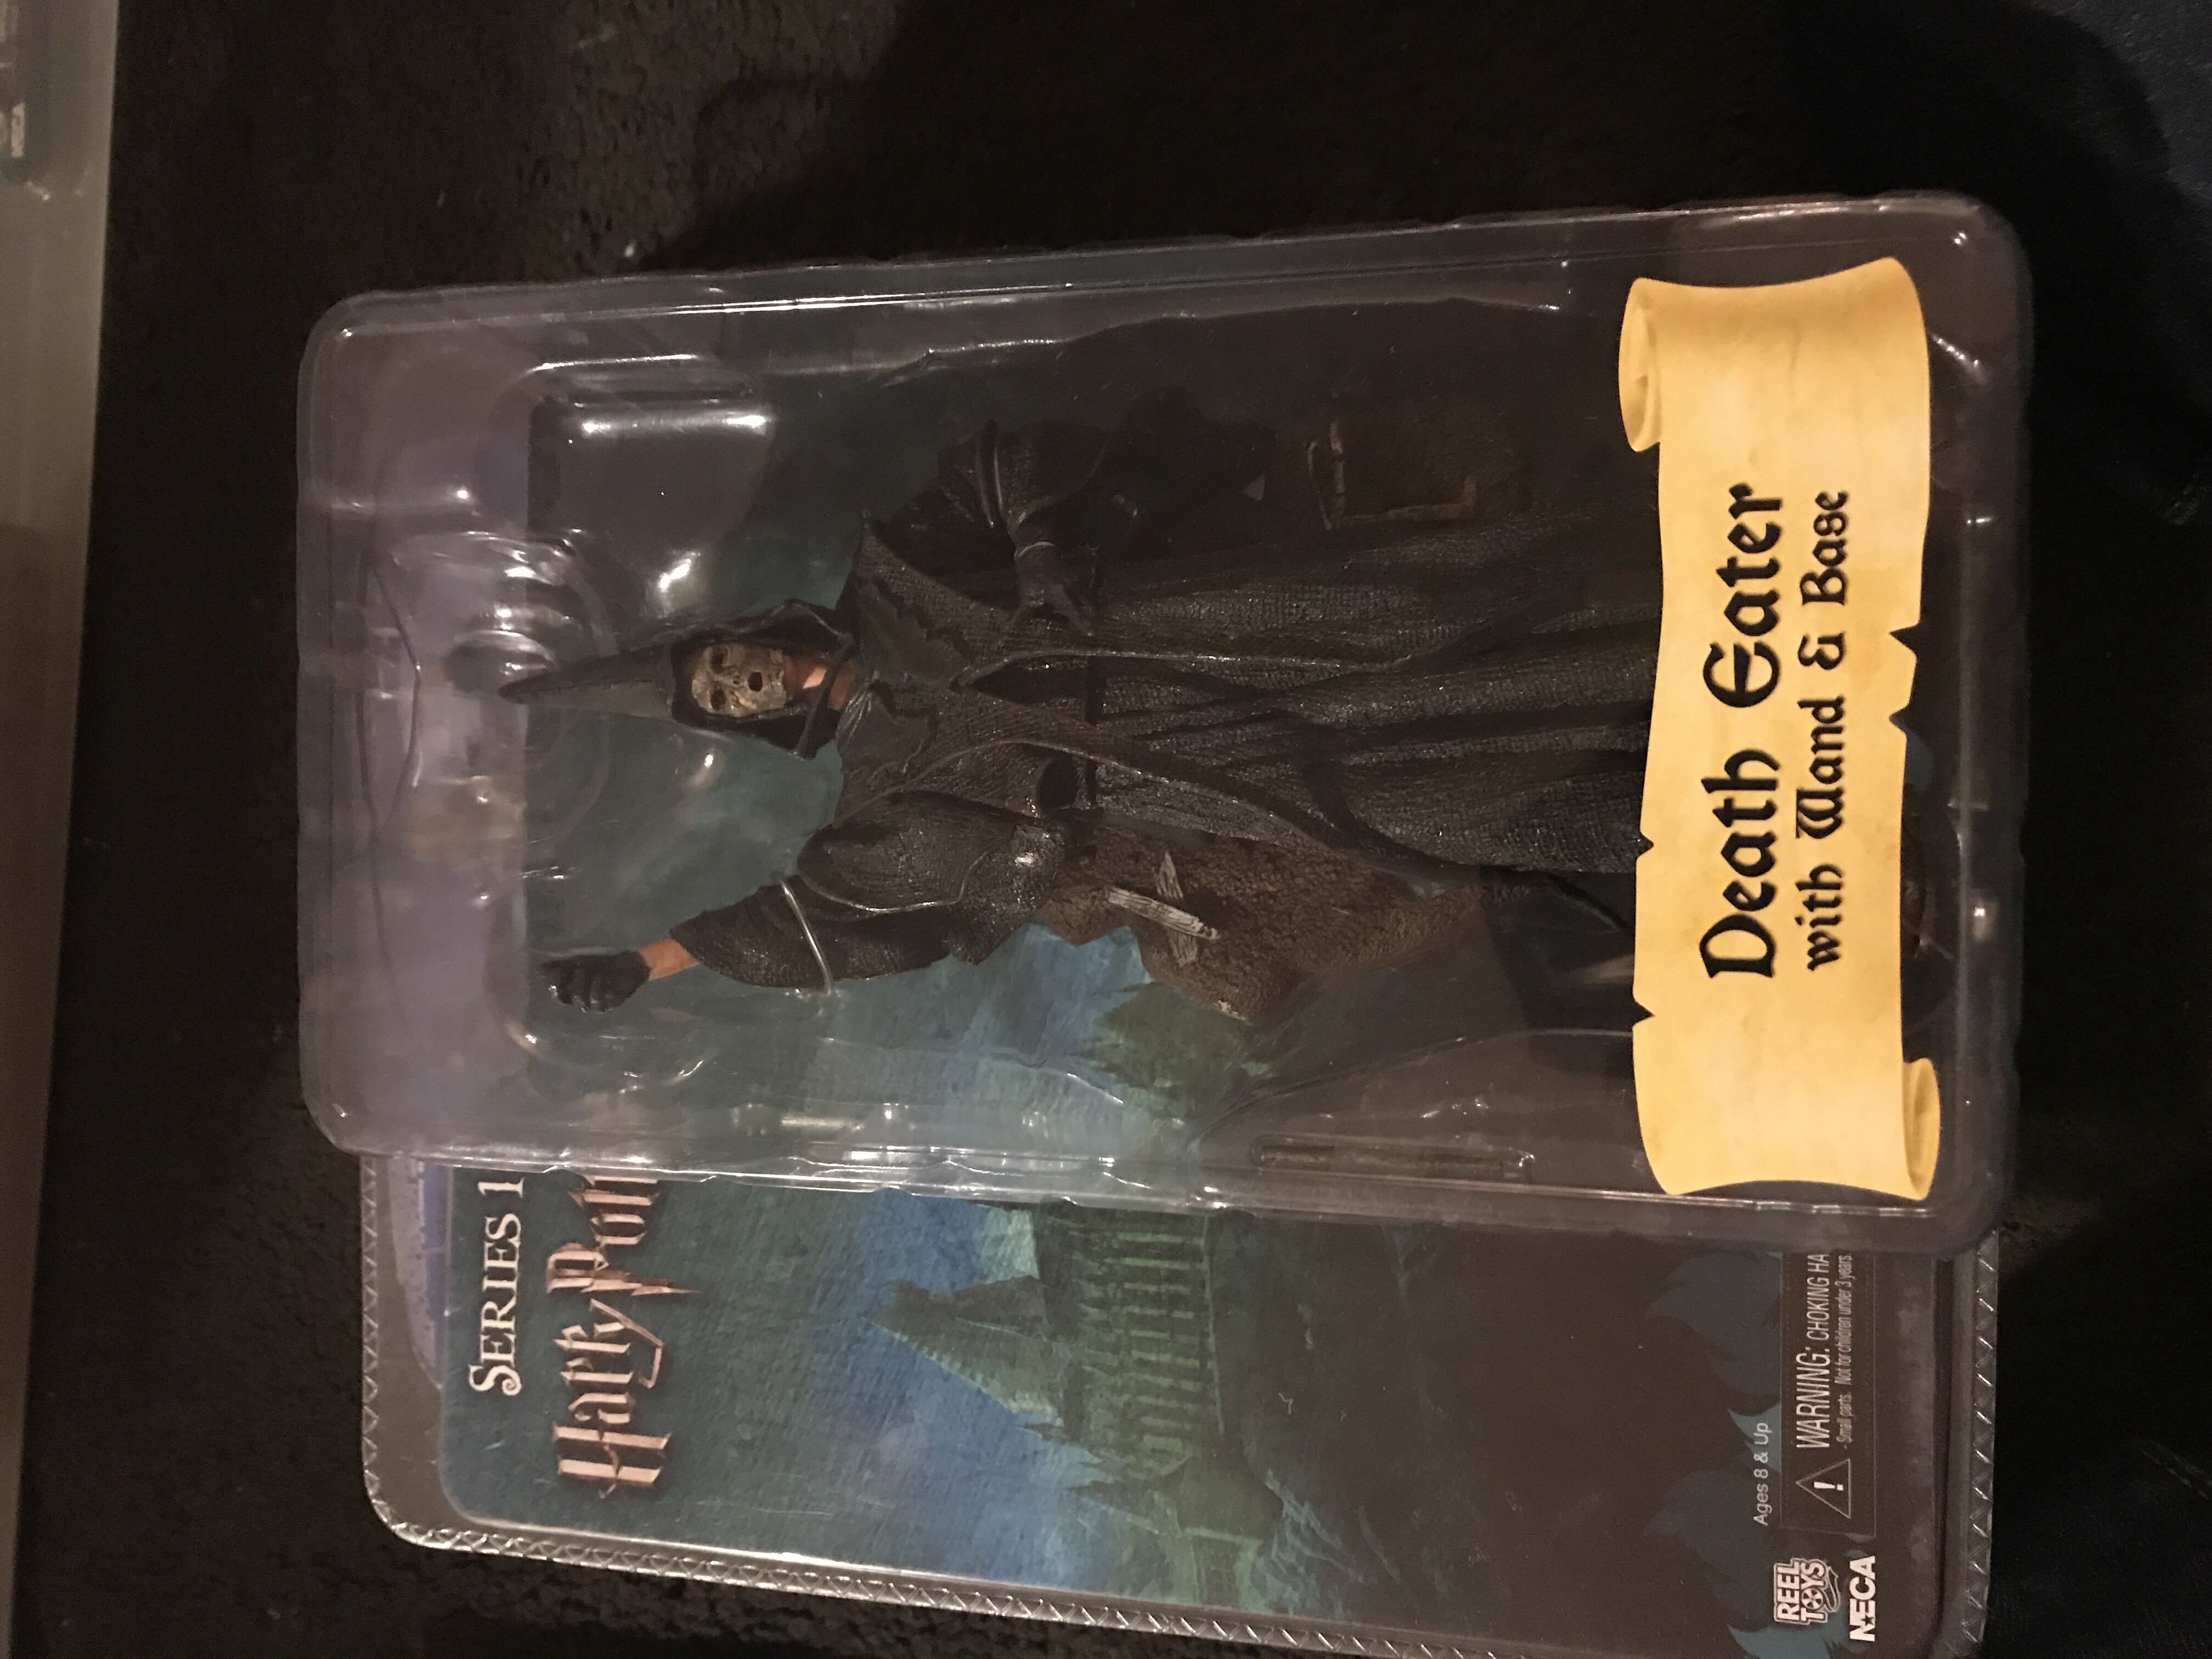 SERIES 1
Harry Pott
Death Eater
with Wand & Base
Ages 8 & Up
WARNING: CHOKING HA
Small parts. Not for children under 3 years.
REEL
TOYS
NECA